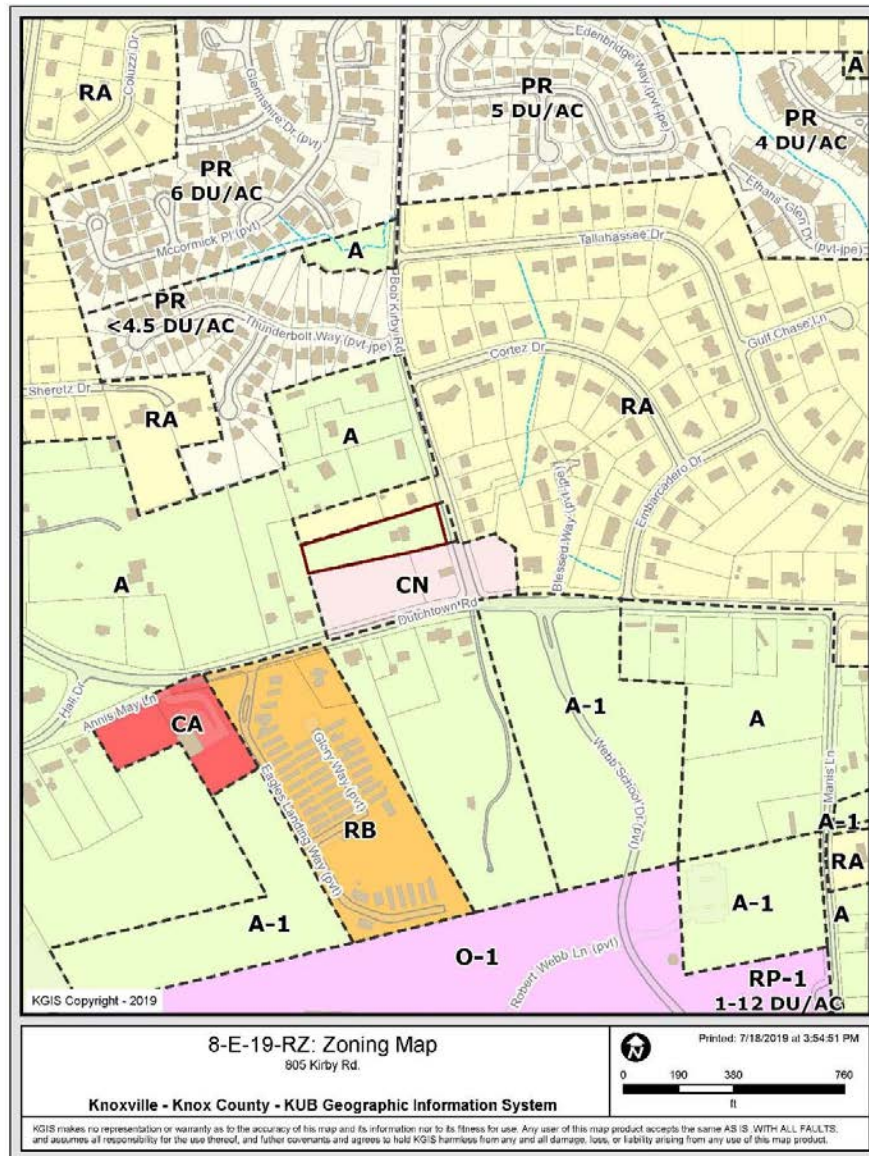 RA
Coluzzi Dr
Glennshire Dr (pvt)
PR
6 DU/AC
Mccormick Pl (pvt)
Edenbridge Way (pvt-jpe)
PR
5 DU/AC
A
PR
4 DU/AC
Ethans Glen Dr (pvt-jpe)
A
Bob Kirby Rd
Tallahassee Dr
PR
<4.5 DU/AC
Thunderbolt Way (pvt-jpe)
Gulf Chase Ln
Cortez Dr
Sheretz Dr
RA
A
RA
Embarcadero Dr
Blessed Way (pvt-jpe)
A
CN
Dutchtown Rd
Hall Dr
Annis May Ln
CA
A-1
A
Glory Way (pvt)
Eagles Landing Way (pvt)
RB
Webb School Dr (pvt)
Manis Ln
A-1
RA
A-1
A-1
A
O-1
Robert Webb Ln (pvt)
RP-1
1-12 DU/AC
KGIS Copyright - 2019
8-E-19-RZ: Zoning Map
805 Kirby Rd.
Knoxville - Knox County - KUB Geographic Information System
N
Printed: 7/18/2019 at 3:54:51 PM
0 190 380 760
ft
KGIS makes no representation or warranty as to the accuracy of his map and its information nor to its fitness for use. Any user of this map product accepts the same AS IS, WITH ALL FAULTS,
and assumes all responsibility for the use thereof, and futher covenants and agrees to hold KGIS harmless from any and all damage, loss, or liability arising from any use of this map product.